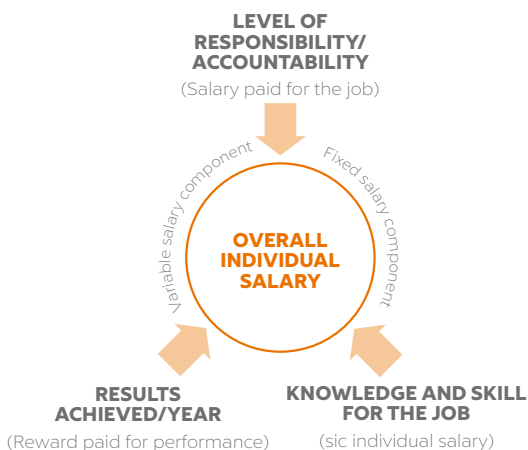 LEVEL OF
RESPONSIBILITY/
ACCOUNTABILITY
(Salary paid for the job)
Variable salary component
Fixed salary component
OVERALL
INDIVIDUAL
SALARY
RESULTS
ACHIEVED/YEAR
(Reward paid for performance)
KNOWLEDGE AND SKILL
FOR THE JOB
(sic individual salary)